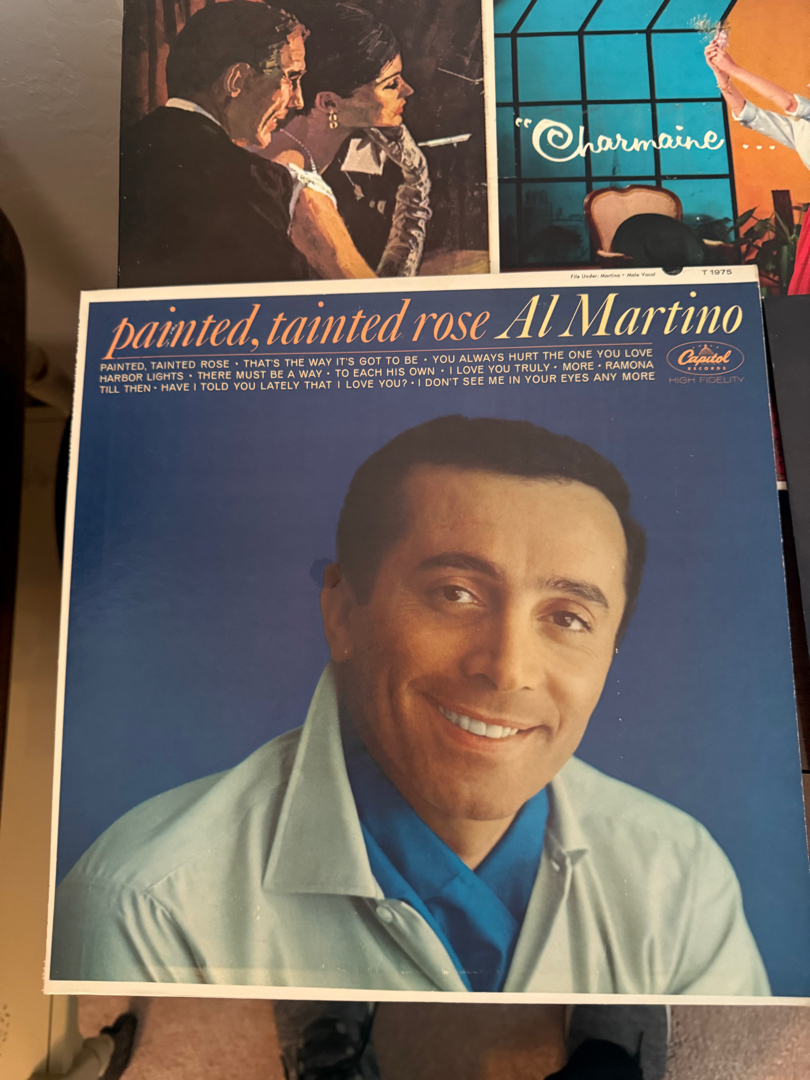 "Charmaine ...
File Under: Martino • Male Vocal T 1975
painted, tainted rose Al Martino
PAINTED, TAINTED ROSE • THAT'S THE WAY IT'S GOT TO BE • YOU ALWAYS HURT THE ONE YOU LOVE
HARBOR LIGHTS • THERE MUST BE A WAY • TO EACH HIS OWN • I LOVE YOU TRULY • MORE • RAMONA
TILL THEN • HAVE I TOLD YOU LATELY THAT I LOVE YOU? • I DON'T SEE ME IN YOUR EYES ANY MORE
Capitol
RECORDS
HIGH FIDELITY